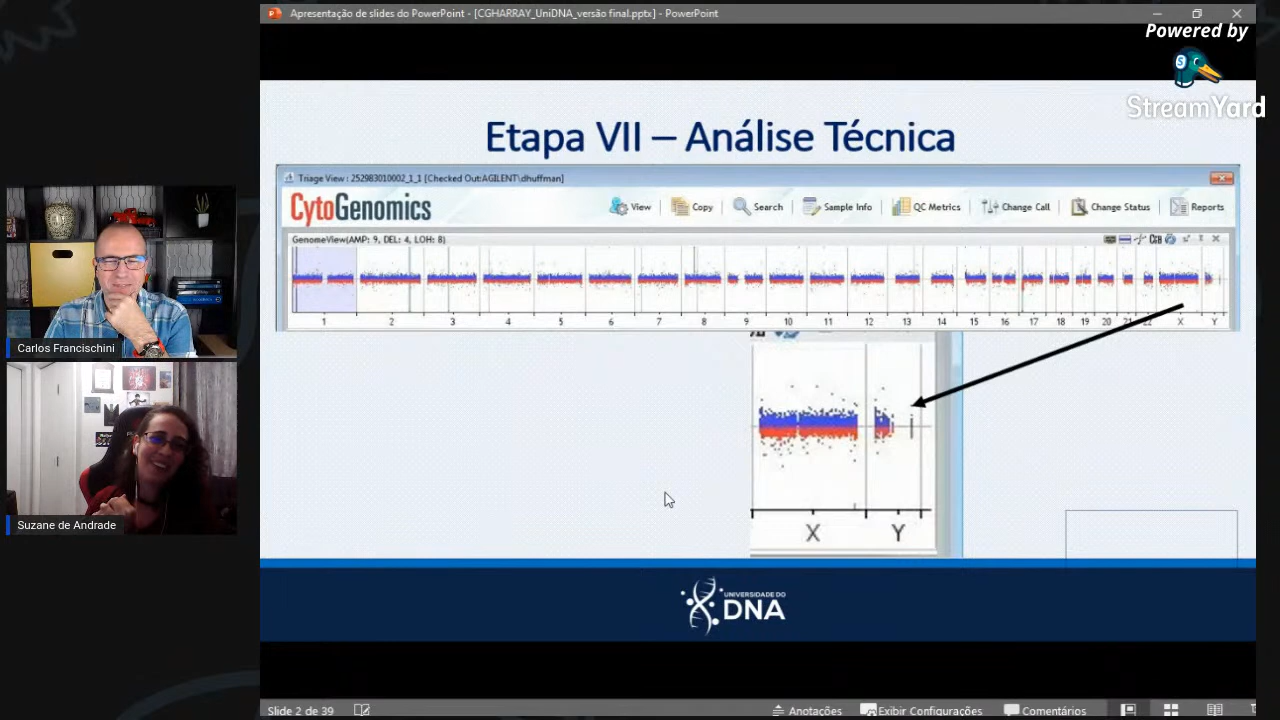 Apresentação de slides do PowerPoint - [CGHARRAY_UniDNA_versão final.pptx] - PowerPoint
Powered by
StreamYard
Etapa VII – Análise Técnica
Triage View : 252983010002_1_1 [Checked Out:AGILENT\dhuffman]
CytoGenomics
View
Copy
Search
Sample Info
QC Metrics
Change Call
Change Status
Reports
GenomeView(AMP: 9, DEL: 4, LOH: 8)
1 2 3 4 5 6 7 8 9 10 11 12 13 14 15 16 17 18 19 20 21 22 X Y
X Y
Carlos Francischini
Suzane de Andrade
UNIVERSIDADE DO
DNA
Slide 2 de 39
Anotações
Exibir Configurações
Comentários